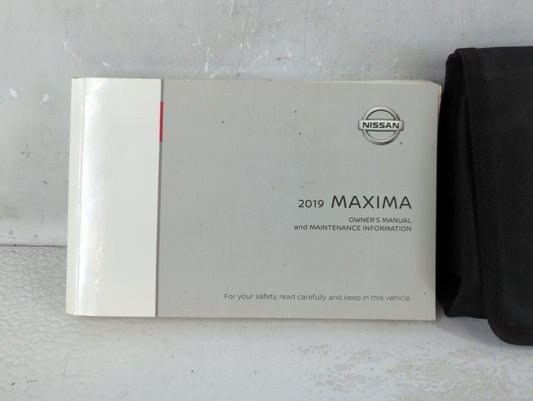 NISSAN
2019 MAXIMA
OWNER'S MANUAL
and MAINTENANCE INFORMATION
For your safety, read carefully and keep in this vehicle.